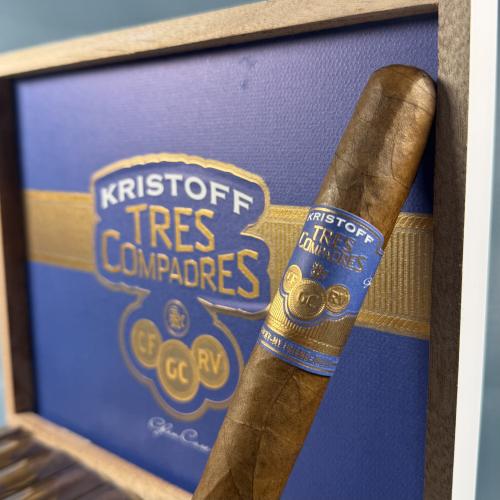 KRISTOFF
TRES
COMPADRES
CF
GC
RV
KRISTOFF
TRES
COMPADRES
CF
GC
RV